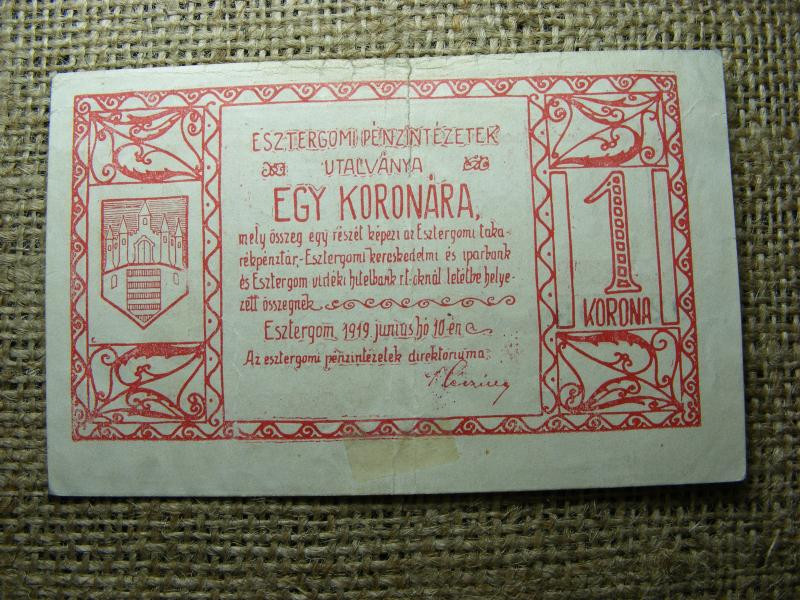 ESZTERGOMI PÉNZINTÉZETEK
UTALVÁNYA
EGY KORONÁRA,
mely összeg egy részét képezi az Esztergomi taka-
rékpénztár,-Esztergomi kereskedelmi és iparbank
és Esztergom vidéki hitelbank rt.-oknál letétbe helye-
zett összegnek
Esztergom, 1919 junius hó 10-én
Az esztergomi pénzintézetek direktóriuma:
1
KORONA